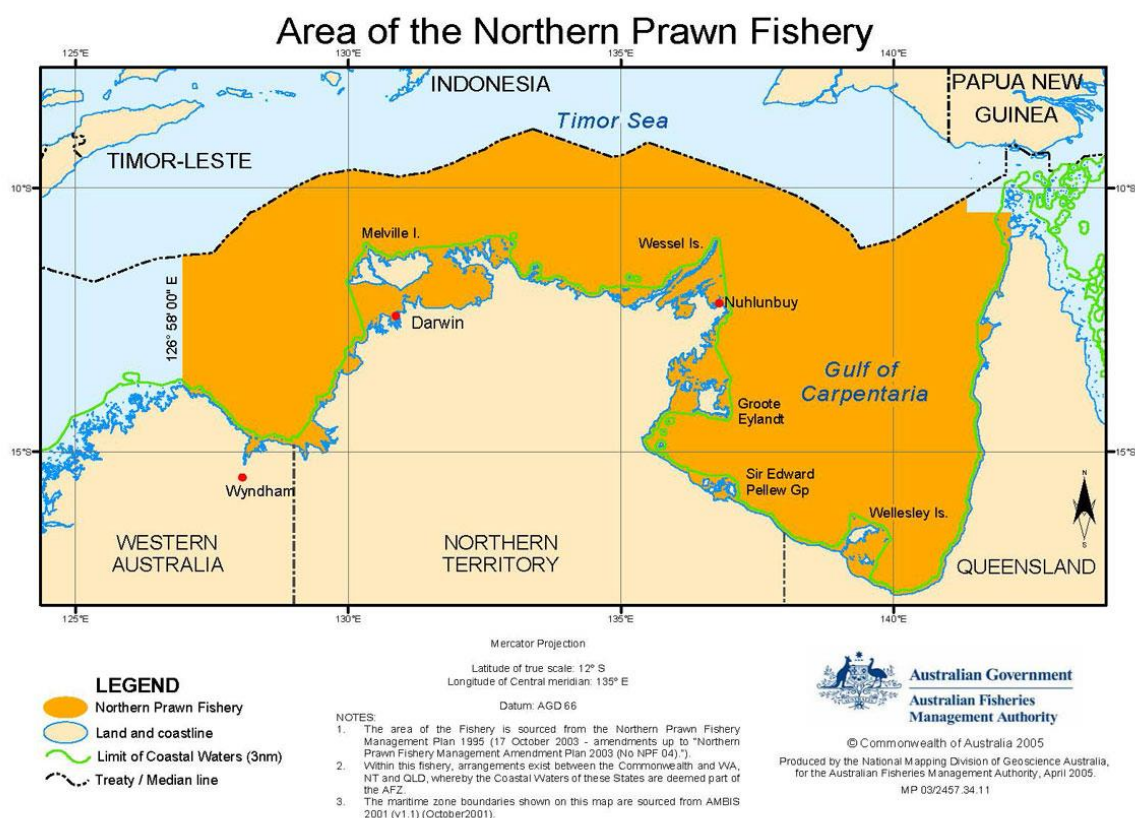 Area of the Northern Prawn Fishery
125°E
130°E
135°E
140°E
INDONESIA
PAPUA NEW
GUINEA
Timor Sea
TIMOR-LESTE
10°S
10°S
Melville I.
Wessel Is.
126° 58' 00" E
Nuhlunbuy
Darwin
Gulf of
Carpentaria
Groote
Eylandt
15°S
15°S
Wyndham
Sir Edward
Pellew Gp
N
S
Wellesley Is.
WESTERN
AUSTRALIA
NORTHERN
TERRITORY
QUEENSLAND
125°E
130°E
135°E
140°E
Mercator Projection
Latitude of true scale: 12° S
Longitude of Central meridian: 135° E
Datum: AGD 66
LEGEND
Northern Prawn Fishery
Land and coastline
Limit of Coastal Waters (3nm)
Treaty / Median line
NOTES:
1. The area of the Fishery is sourced from the Northern Prawn Fishery
Management Plan 1995 (17 October 2003 - amendments up to "Northern
Prawn Fishery Management Amendment Plan 2003 (No NPF 04).").
2. Within this fishery, arrangements exist between the Commonwealth and WA,
NT and QLD, whereby the Coastal Waters of these States are deemed part of
the AFZ.
3. The maritime zone boundaries shown on this map are sourced from AMBIS
2001 (v1.1) (October2001).
Australian Government
Australian Fisheries
Management Authority
© Commonwealth of Australia 2005
Produced by the National Mapping Division of Geoscience Australia,
for the Australian Fisheries Management Authority, April 2005.
MP 03/2457.34.11